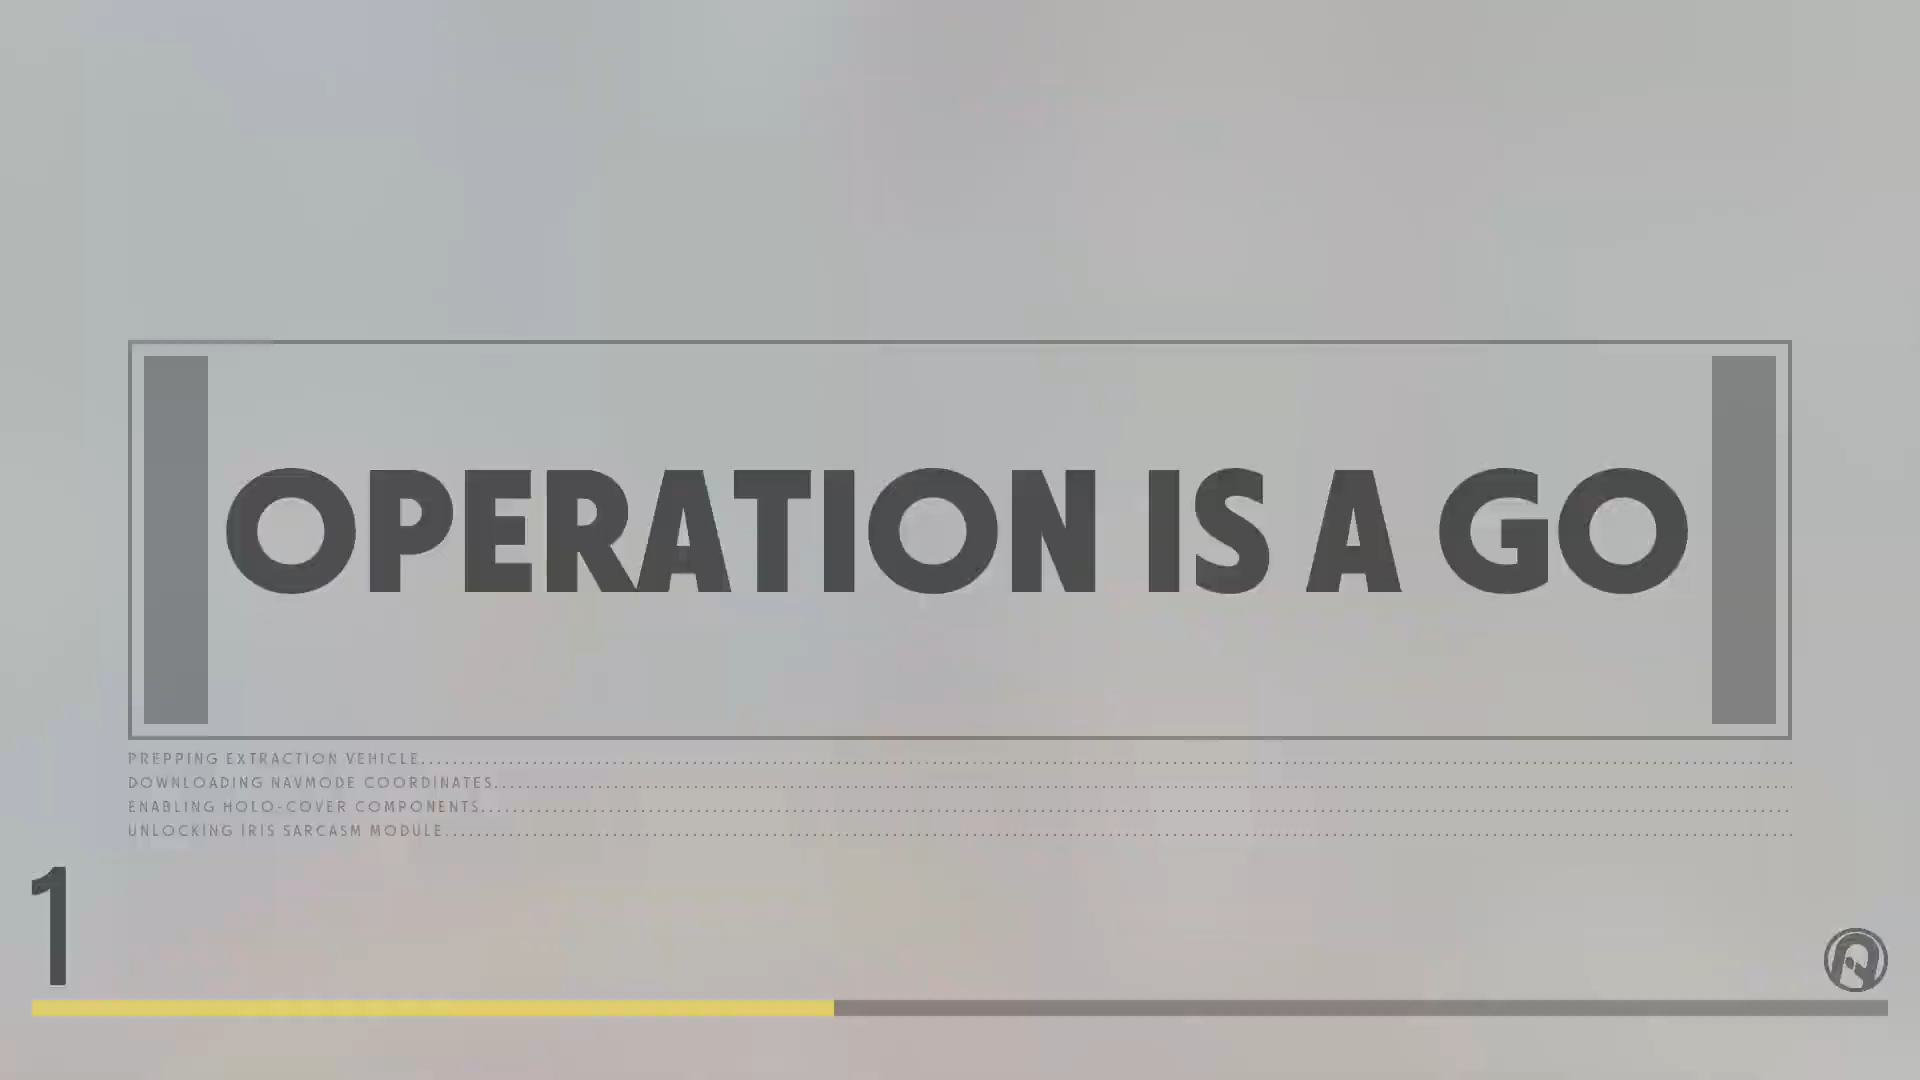 OPERATION IS A GO
PREPPING EXTRACTION VEHICLE................................................................
DOWNLOADING NAVMODE COORDINATES................................................................
ENABLING HOLO-COVER COMPONENTS................................................................
UNLOCKING IRIS SARCASM MODULE................................................................
1